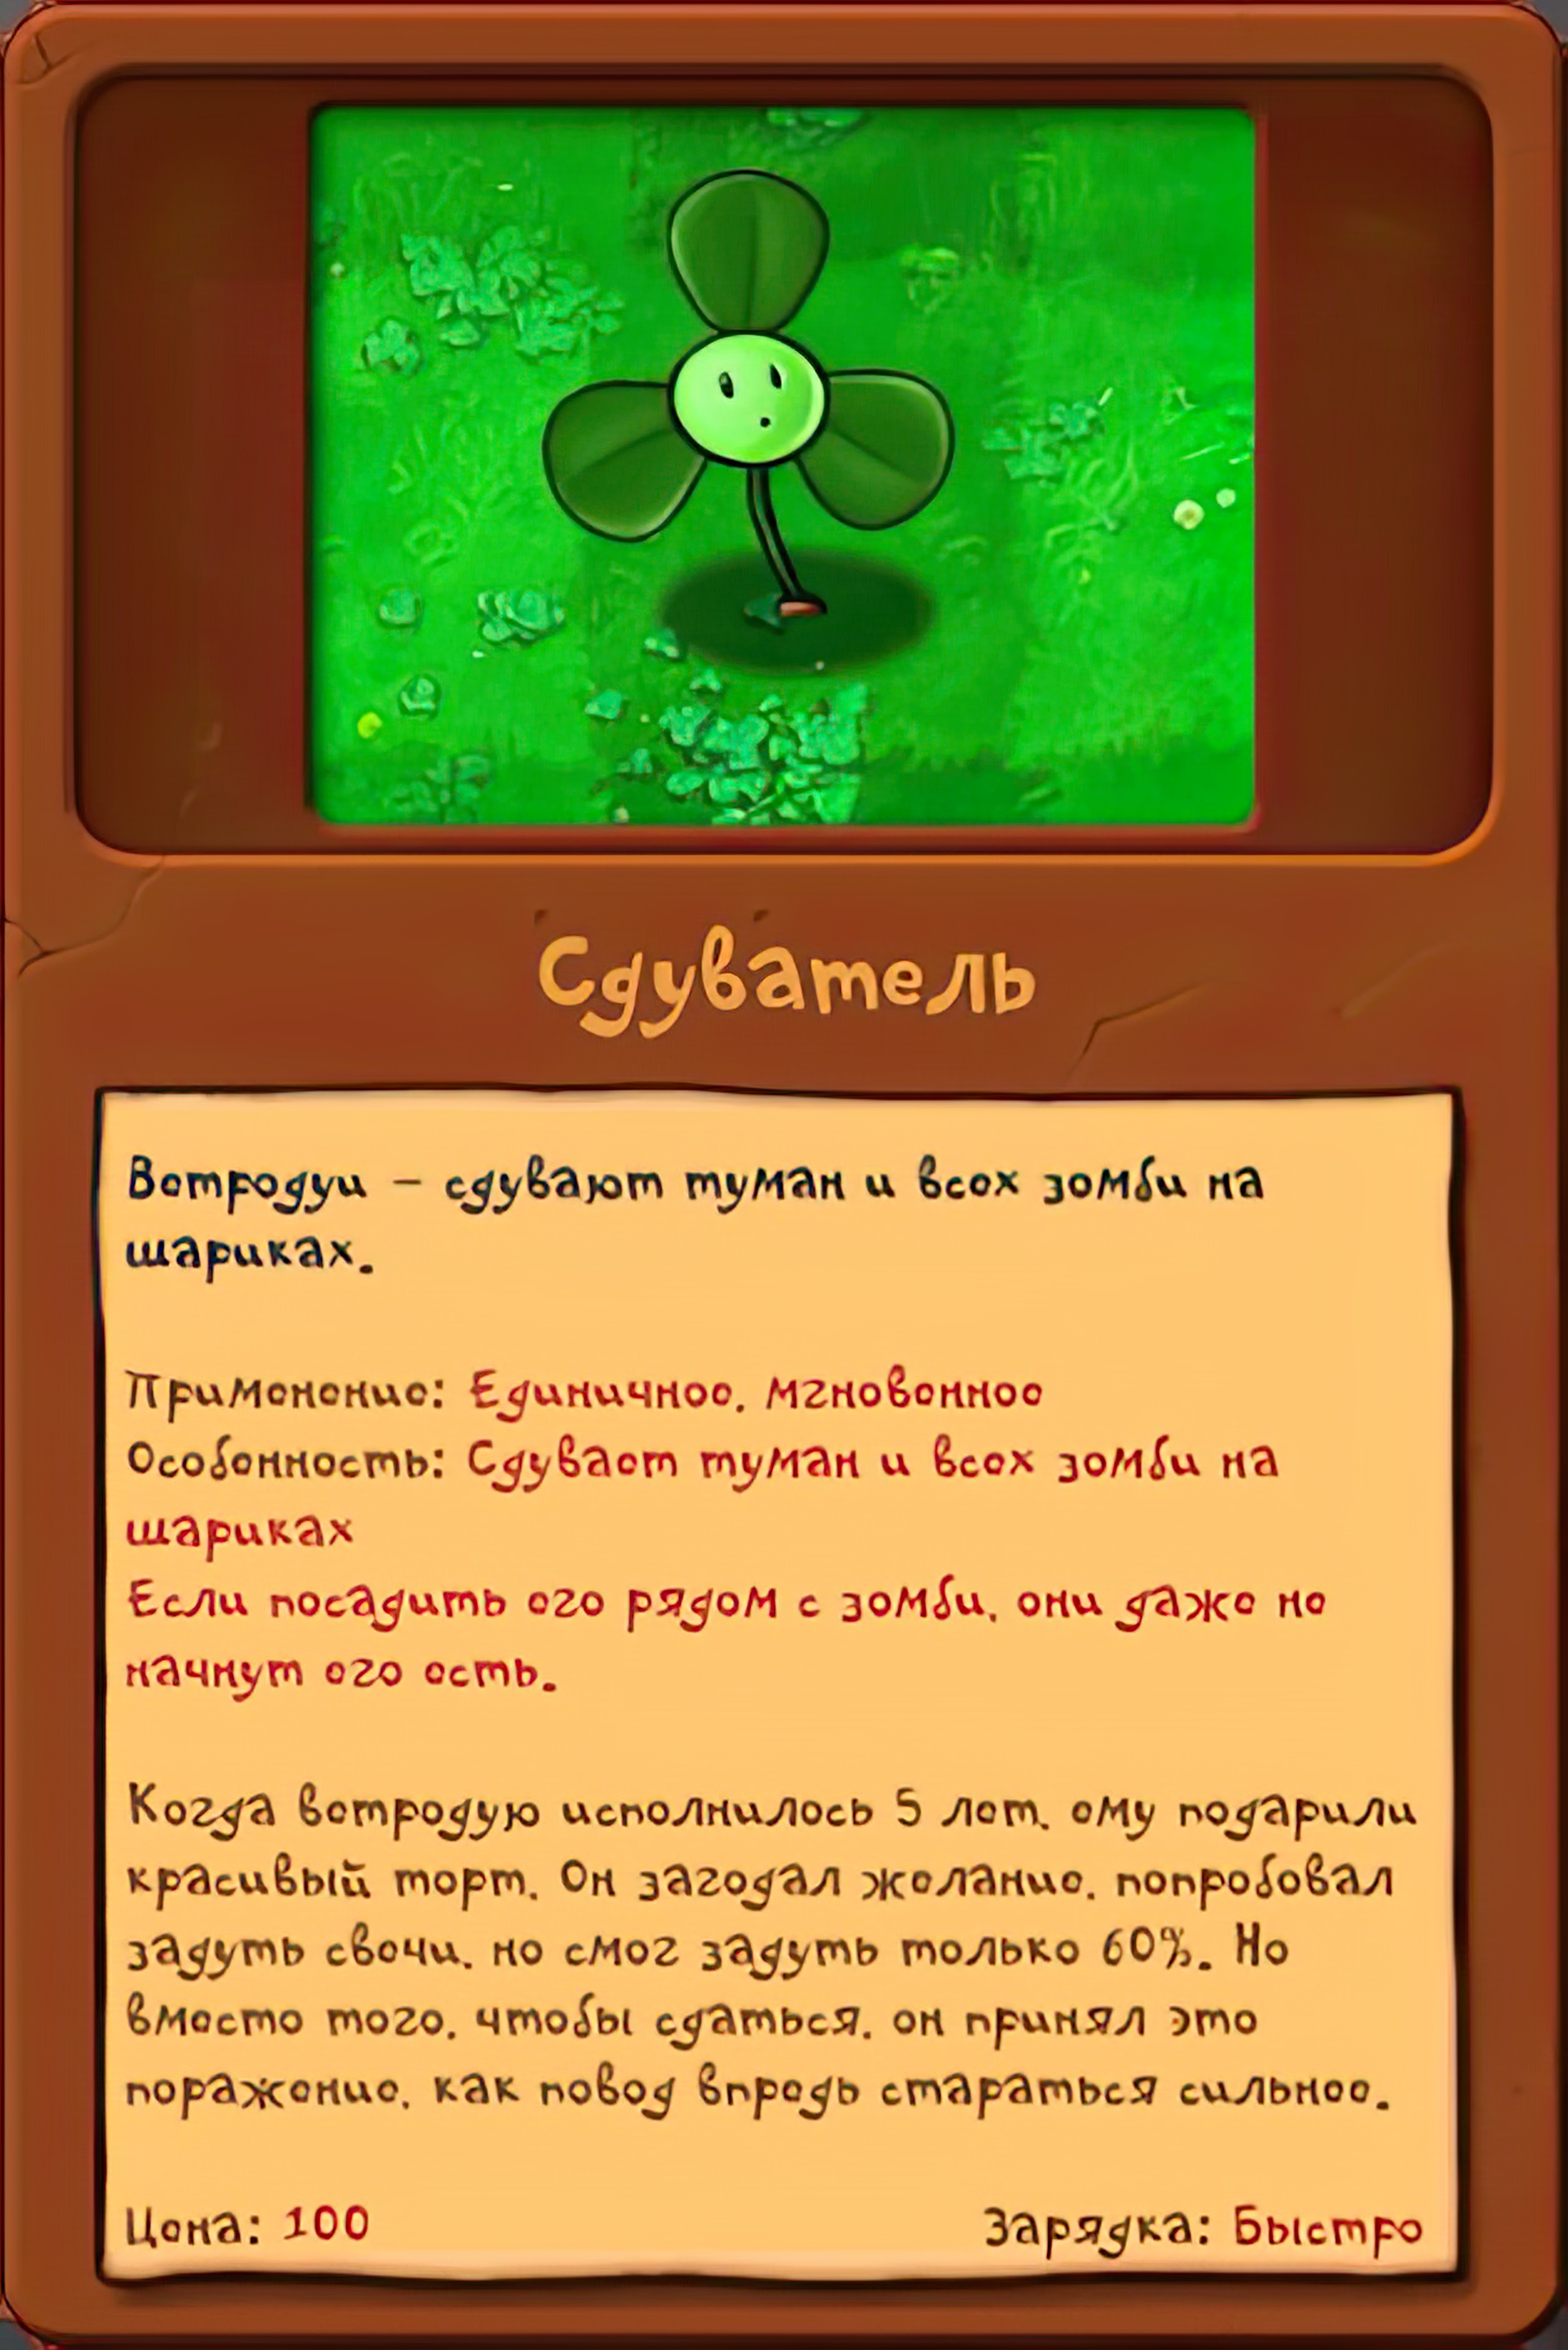 Сдуватель
Ветродуи – сдувают туман и всех зомби на
шариках.
Применение: Единичное, мгновенное
Особенность: Сдувает туман и всех зомби на
шариках
Если посадить его рядом с зомби, они даже не
начнут его есть.
Когда ветродую исполнилось 5 лет, ему подарили
красивый торт. Он загодал желание, попробовал
задуть свечи, но смог задуть только 60%. Но
вместо того, чтобы сдаться, он принял это
поражение, как повод впредь стараться сильнее.
Цена: 100
Зарядка: Быстро